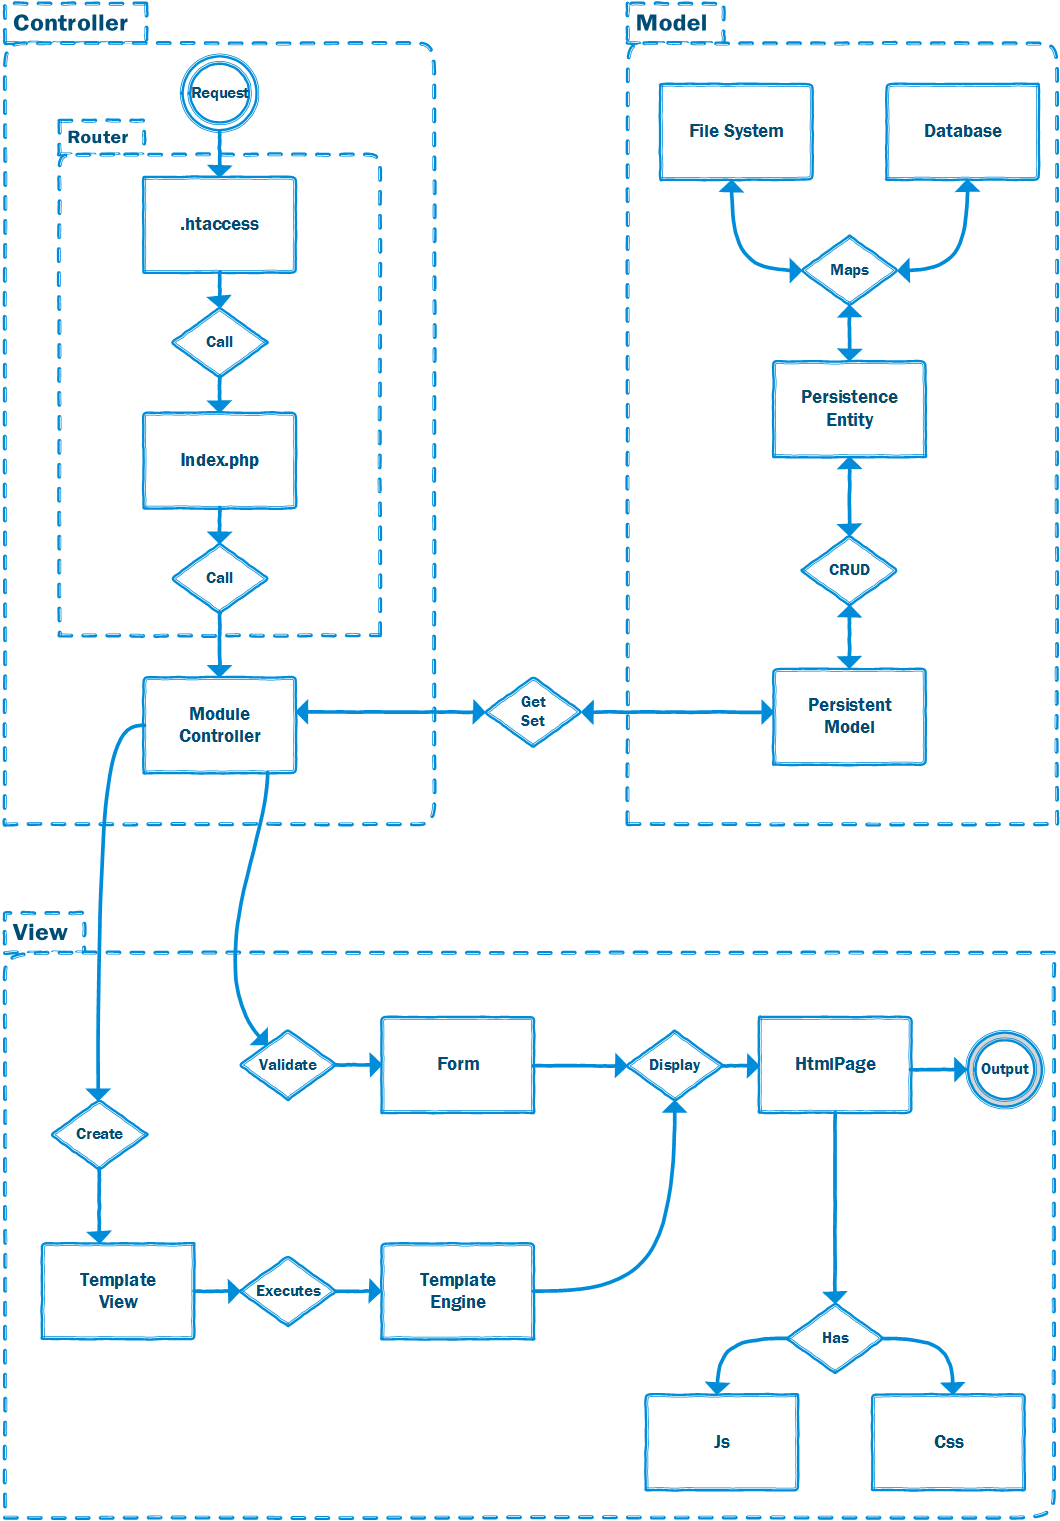 Controller
Request
Router
.htaccess
Call
Index.php
Call
Module
Controller
Get
Set
Model
File System
Database
Maps
Persistence
Entity
CRUD
Persistent
Model
View
Validate
Form
Display
HtmlPage
Output
Create
Template
View
Executes
Template
Engine
Has
Js
Css